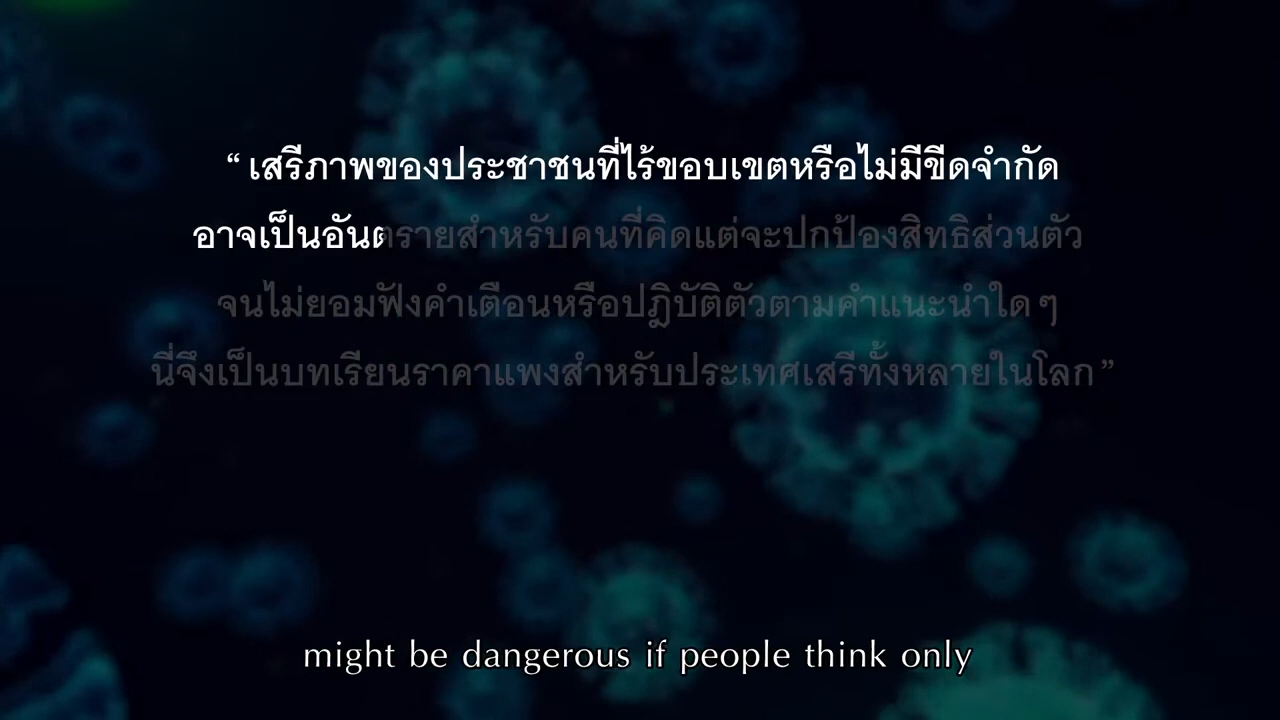 “ เสรีภาพของประชาชนที่ไร้ขอบเขตหรือไม่มีขีดจำกัด
อาจเป็นอันตรายสำหรับคนที่คิดแต่จะปกป้องสิทธิส่วนตัว
จนไม่ยอมฟังคำเตือนหรือปฎิบัติตัวตามคำแนะนำใด ๆ
นี่จึงเป็นบทเรียนราคาแพงสำหรับประเทศเสรีทั้งหลายในโลก ”
might be dangerous if people think only